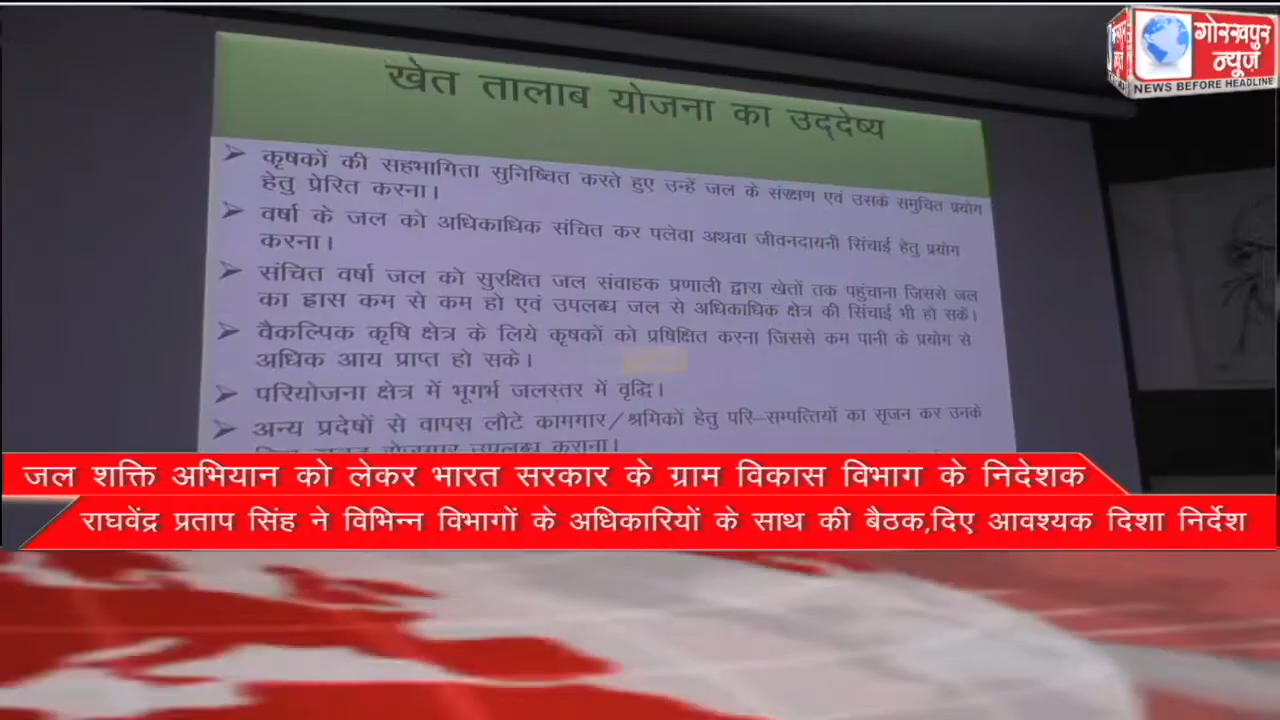 गोरखपुर
न्यूज़
NEWS BEFORE HEADLINE
खेत तालाब योजना का उद्देष्य
➢ कृषकों की सहभागिता सुनिष्चित करते हुए उन्हें जल के संरक्षण एवं उसके समुचित प्रयोग
हेतु प्रेरित करना।
➢ वर्षा के जल को अधिकाधिक संचित कर पलेवा अथवा जीवनदायनी सिंचाई हेतु प्रयोग
करना।
➢ संचित वर्षा जल को सुरक्षित जल संवाहक प्रणाली द्वारा खेतों तक पहुंचाना जिससे जल
का ह्रास कम से कम हो एवं उपलब्ध जल से अधिकाधिक क्षेत्र की सिंचाई भी हो सकें।
➢ वैकल्पिक कृषि क्षेत्र के लिये कृषकों को प्रषिक्षित करना जिससे कम पानी के प्रयोग से
अधिक आय प्राप्त हो सके।
➢ परियोजना क्षेत्र में भूगर्भ जलस्तर में वृद्धि।
➢ अन्य प्रदेषों से वापस लौटे कामगार/श्रमिकों हेतु परि-सम्पत्तियों का सृजन कर उनके
उपलब्ध कराना।
जल शक्ति अभियान को लेकर भारत सरकार के ग्राम विकास विभाग के निदेशक
राघवेंद्र प्रताप सिंह ने विभिन्न विभागों के अधिकारियों के साथ की बैठक,दिए आवश्यक दिशा निर्देश